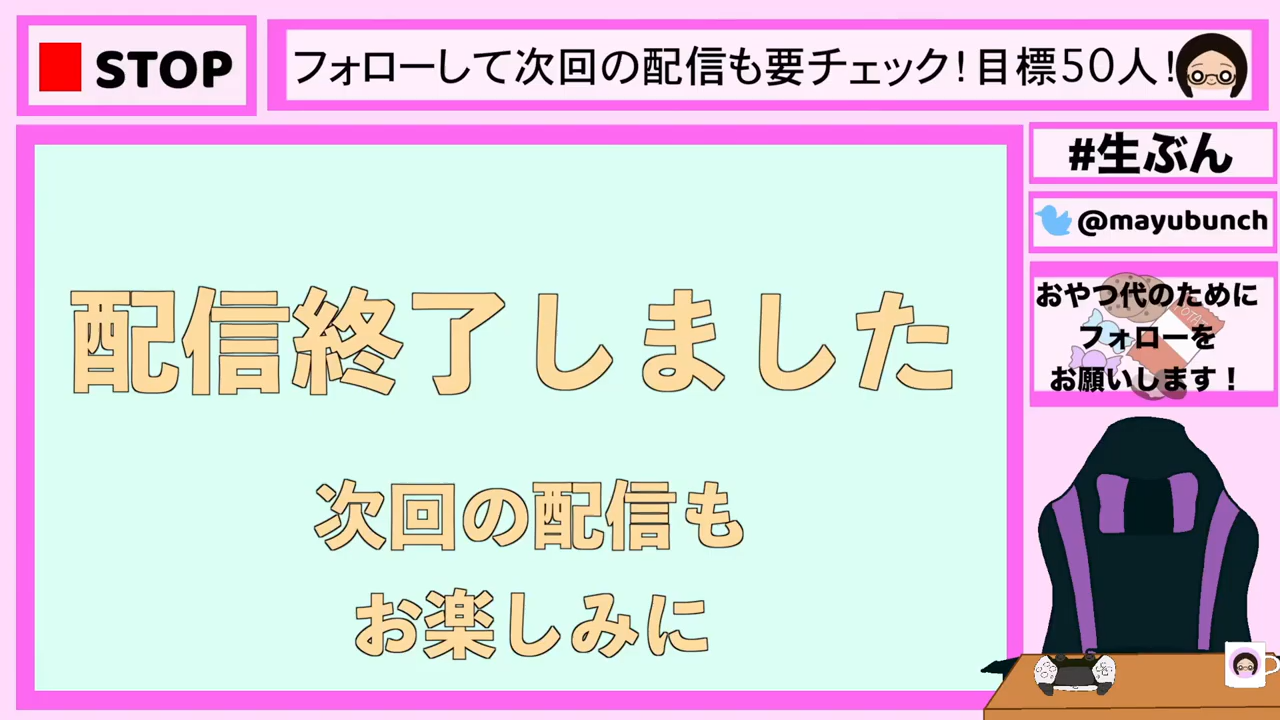 STOP
フォローして次回の配信も要チェック！目標50人！
#生ぶん
@mayubunch
おやつ代のために
フォローを
お願いします！
配信終了しました
次回の配信も
お楽しみに